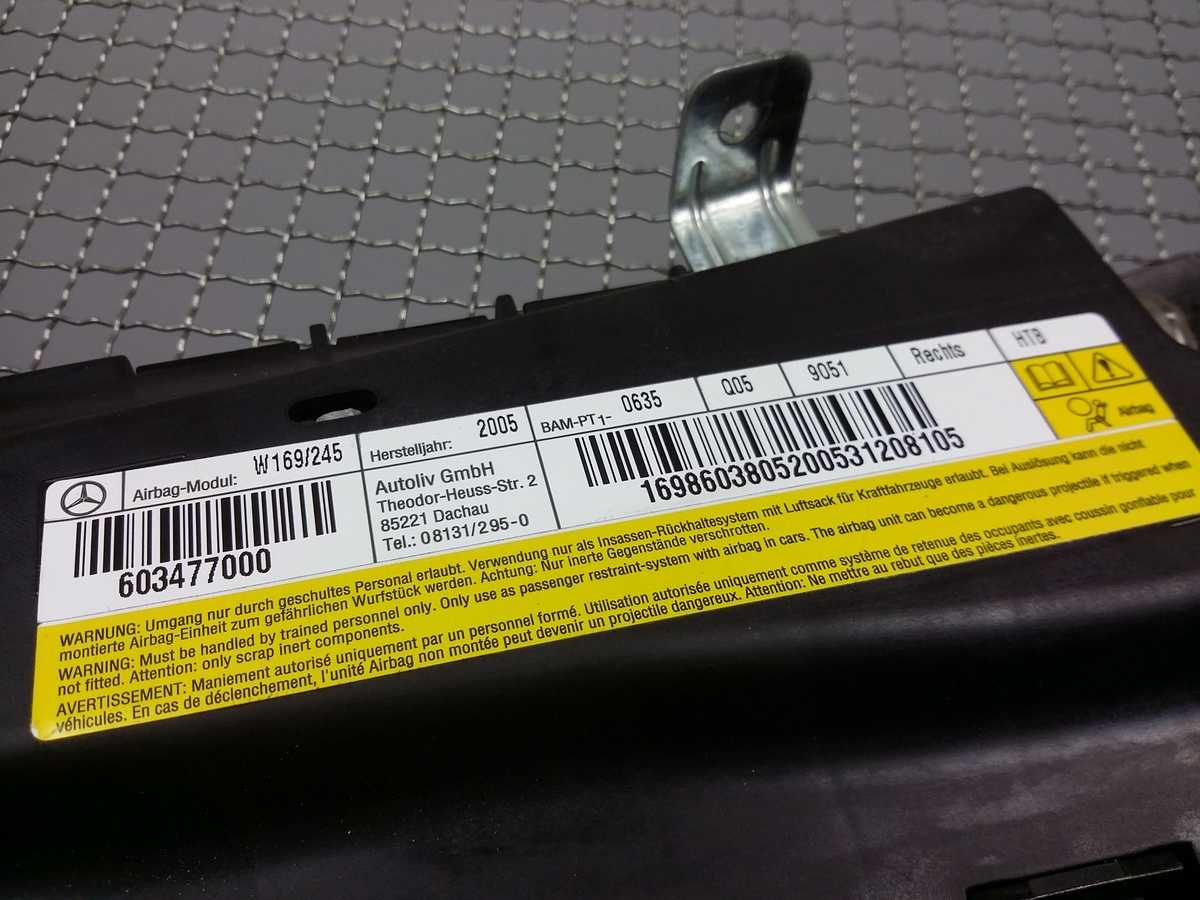 Airbag-Modul: W169/245
603477000
Herstelljahr: 2005
Autoliv GmbH
Theodor-Heuss-Str. 2
85221 Dachau
Tel.: 08131/295-0
BAM-PT1- 0635
Q05
9051
Rechts
HTB
1698603805200531208105
Airbag
WARNUNG: Umgang nur durch geschultes Personal erlaubt. Verwendung nur als Insassen-Rückhaltesystem mit Luftsack für Kraftfahrzeuge erlaubt. Bei Auslösung kann die nicht
montierte Airbag-Einheit zum gefährlichen Wurfstück werden. Achtung: Nur inerte Gegenstände verschrotten.
WARNING: Must be handled by trained personnel only. Only use as passenger restraint-system with airbag in cars. The airbag unit can become a dangerous projectile if triggered when
not fitted. Attention: only scrap inert components.
AVERTISSEMENT: Maniement autorisé uniquement par un personnel formé. Utilisation autorisée uniquement comme système de retenue des occupants avec coussin gonflable pour
véhicules. En cas de déclenchement, l'unité Airbag non montée peut devenir un projectile dangereux. Attention: Ne mettre au rebut que des pièces inertes.